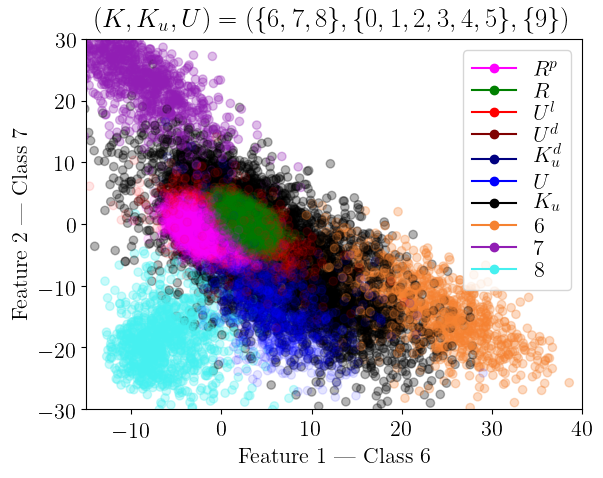 (K, K_u, U) = ({6, 7, 8}, {0, 1, 2, 3, 4, 5}, {9})
30
20
10
0
−10
−20
−30
Feature 2 — Class 7
R^p
R
U^l
U^d
K_u^d
U
K_u
6
7
8
−10
0
10
20
30
40
Feature 1 — Class 6